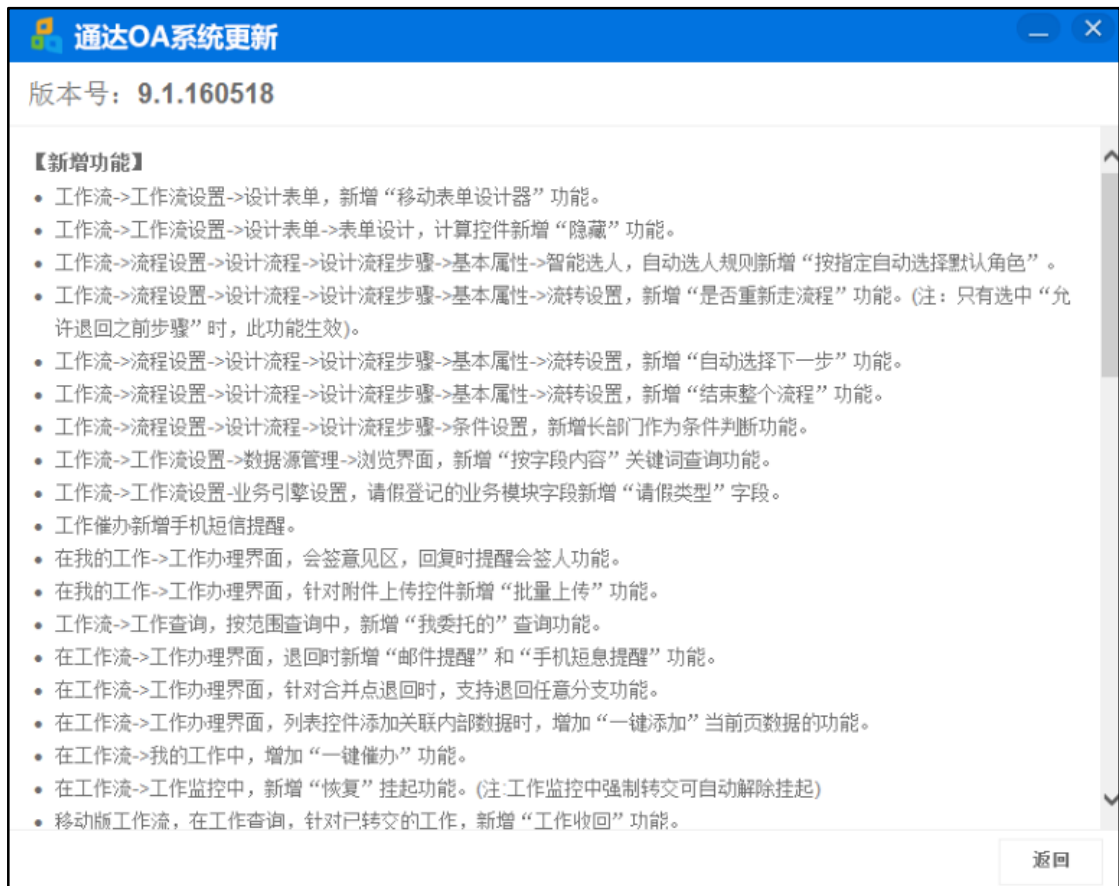 通达OA系统更新
版本号：9.1.160518
【新增功能】
• 工作流->工作流设置->设计表单，新增“移动表单设计器”功能。
• 工作流->工作流设置->设计表单->表单设计，计算控件新增“隐藏”功能。
• 工作流->流程设置->设计流程->设计流程步骤->基本属性->智能选人，自动选人规则新增“按指定自动选择默认角色”。
• 工作流->流程设置->设计流程->设计流程步骤->基本属性->流转设置，新增“是否重新走流程”功能。(注：只有选中“允
许退回之前步骤”时，此功能生效)。
• 工作流->流程设置->设计流程->设计流程步骤->基本属性->流转设置，新增“自动选择下一步”功能。
• 工作流->流程设置->设计流程->设计流程步骤->基本属性->流转设置，新增“结束整个流程”功能。
• 工作流->流程设置->设计流程->设计流程步骤->条件设置，新增长部门作为条件判断功能。
• 工作流->工作流设置->数据源管理->浏览界面，新增“按字段内容”关键词查询功能。
• 工作流->工作流设置-业务引擎设置，请假登记的业务模块字段新增“请假类型”字段。
• 工作催办新增手机短信提醒。
• 在我的工作->工作办理界面，会签意见区，回复时提醒会签人功能。
• 在我的工作->工作办理界面，针对附件上传控件新增“批量上传”功能。
• 工作流->工作查询，按范围查询中，新增“我委托的”查询功能。
• 在工作流->工作办理界面，退回时新增“邮件提醒”和“手机短息提醒”功能。
• 在工作流->工作办理界面，针对合并点退回时，支持退回任意分支功能。
• 在工作流->工作办理界面，列表控件添加关联内部数据时，增加“一键添加”当前页数据的功能。
• 在工作流->我的工作中，增加“一键催办”功能。
• 在工作流->工作监控中，新增“恢复”挂起功能。(注:工作监控中强制转交可自动解除挂起)
• 移动版工作流，在工作查询，针对已转交的工作，新增“工作收回”功能。
返回